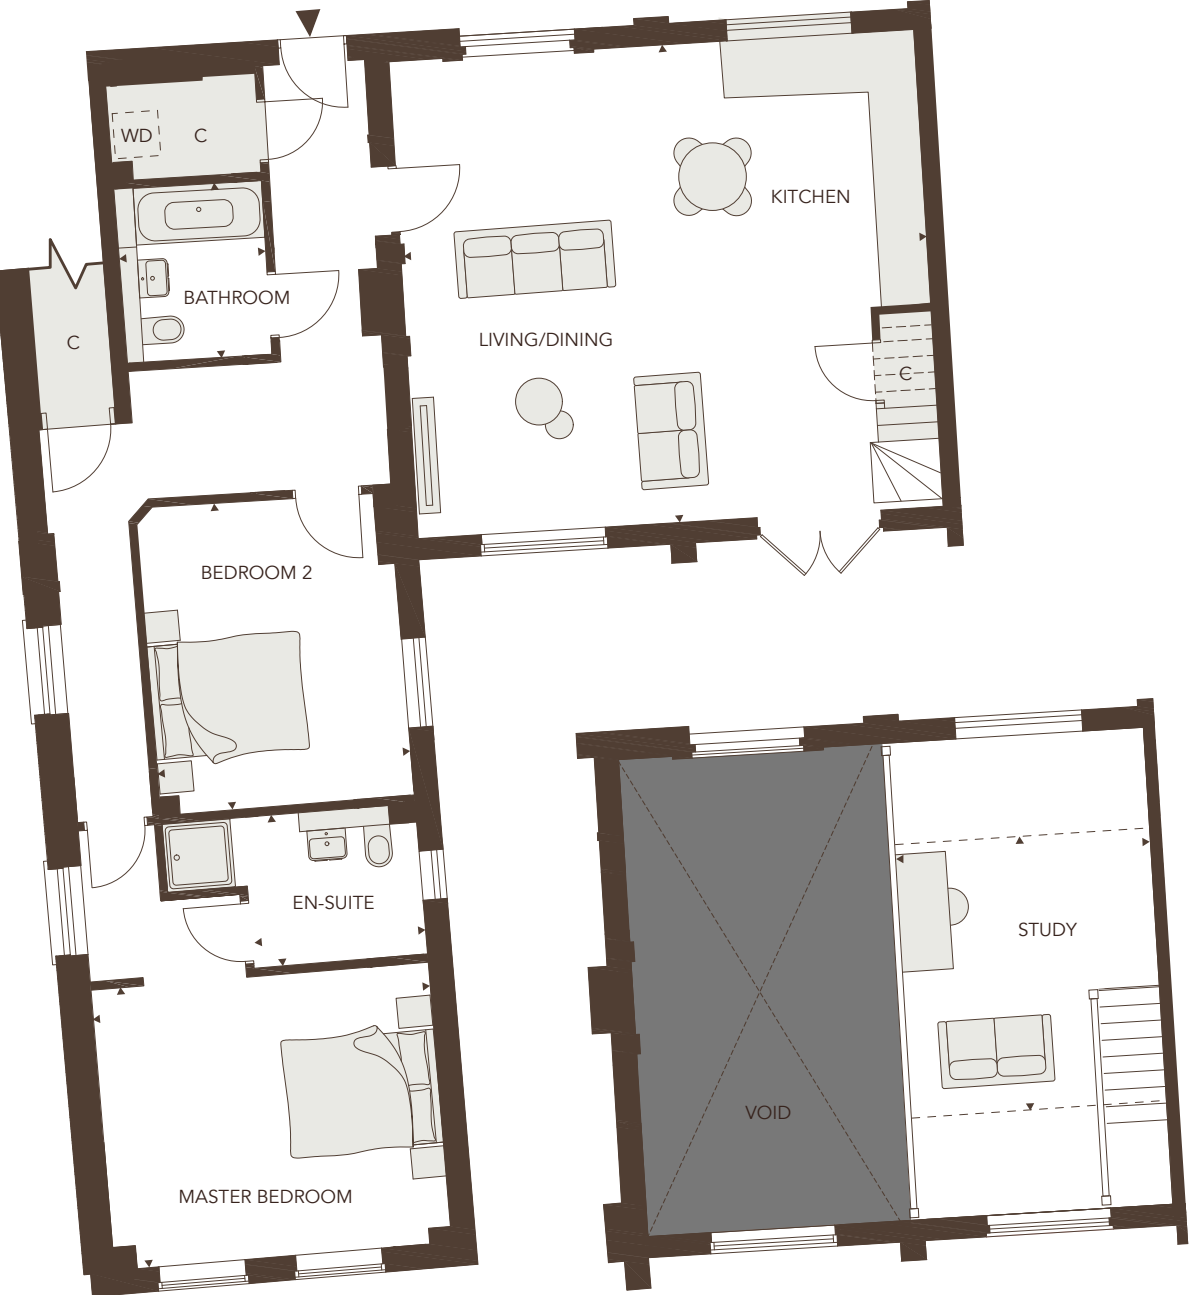 WD
C
KITCHEN
BATHROOM
LIVING/DINING
C
C
BEDROOM 2
EN-SUITE
STUDY
VOID
MASTER BEDROOM